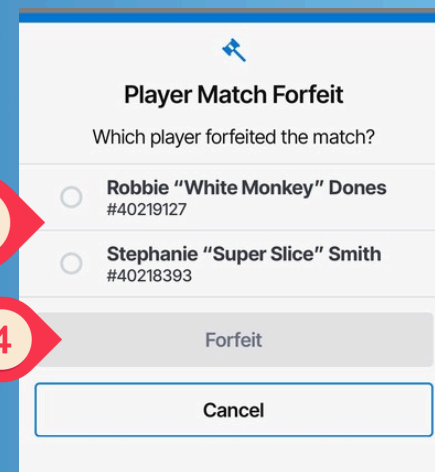 Player Match Forfeit
Which player forfeited the match?
Robbie “White Monkey” Dones
#40219127
Stephanie “Super Slice” Smith
#40218393
4
Forfeit
Cancel